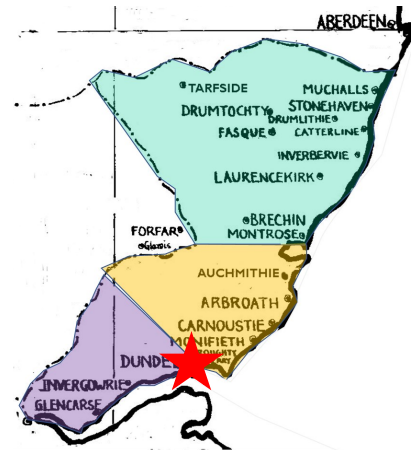 ABERDEEN
TARFSIDE
MUCHALLS
STONEHAVEN
DRUMTOCHTY
DRUMLITHIE
FASQUE
CATTERLINE
INVERBERVIE
LAURENCEKIRK
BRECHIN
FORFAR
MONTROSE
Glamis
AUCHMITHIE
ARBROATH
CARNOUSTIE
MONIFIETH
INVERGOWRIE
GLENCARSE